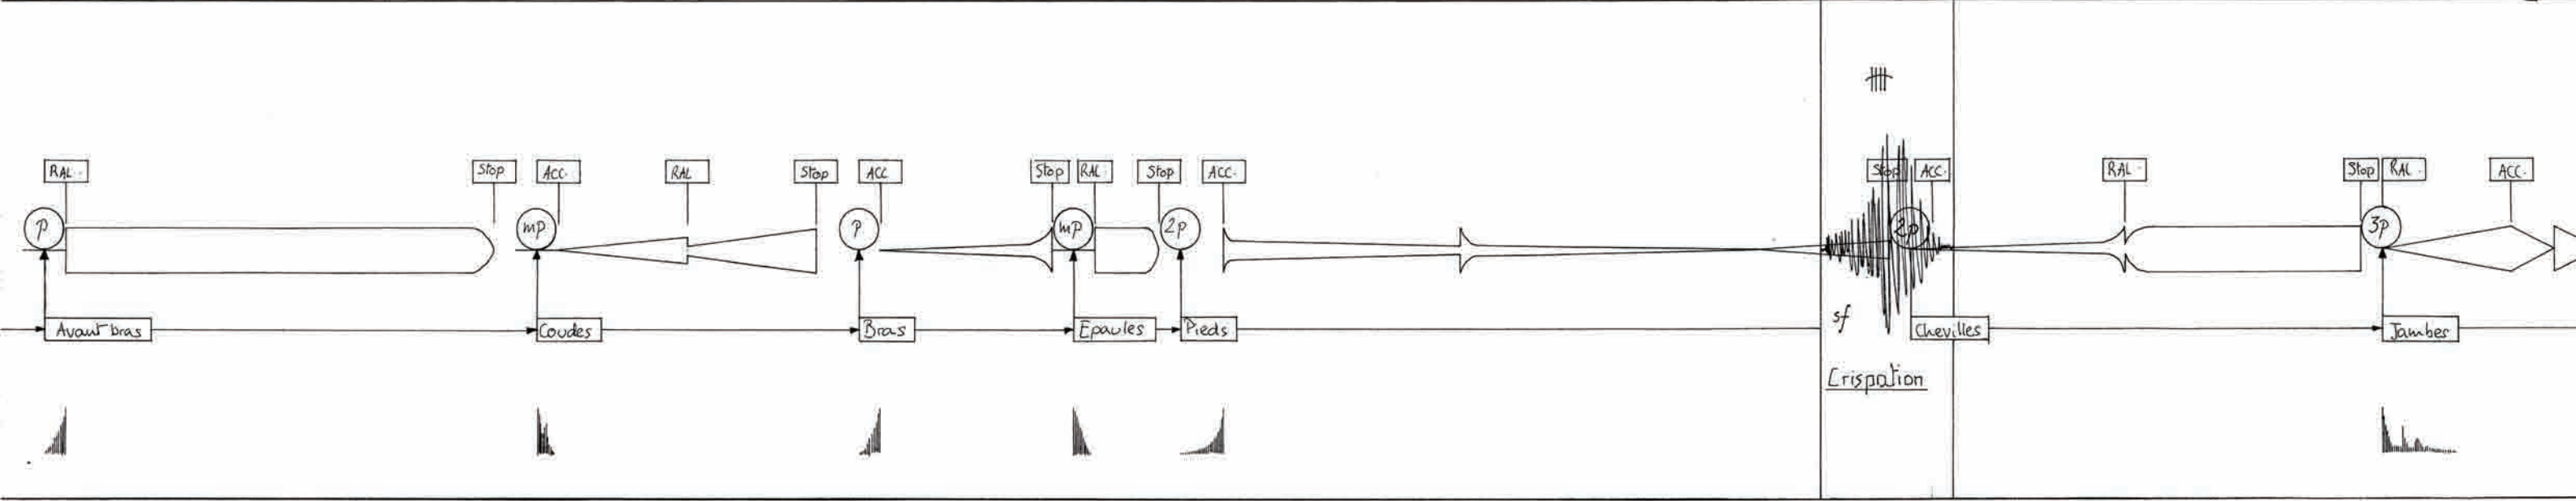 RAL. Stop ACC. RAL Stop ACC Stop RAL. Stop ACC. Stop ACC. RAL. Stop RAL. ACC.
P mP P mP 2p 2p 3p
sf
Avant bras Coudes Bras Epaules Pieds Chevilles Jambes
Crispation